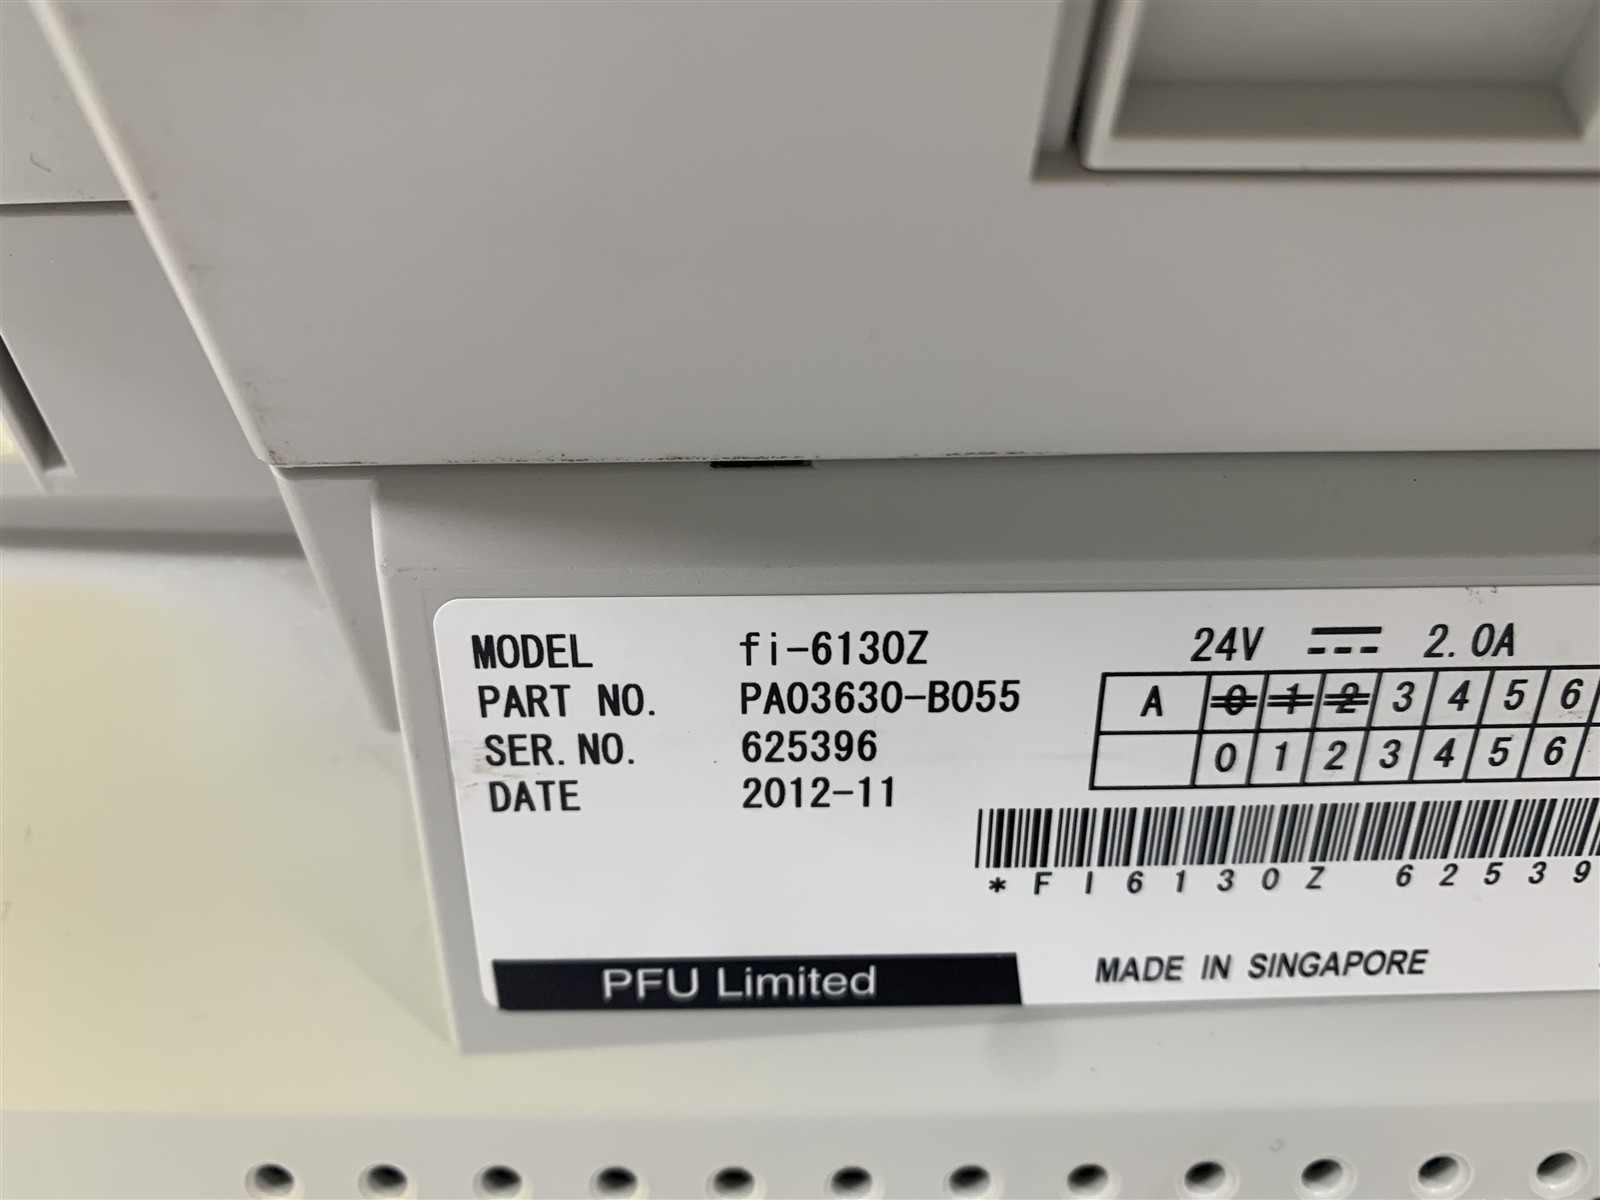 MODEL fi-6130Z 24V 2.0A
PART NO. PA03630-B055 A 0 1 2 3 4 5 6
SER. NO. 625396 0 1 2 3 4 5 6
DATE 2012-11
*FI6130Z 62539
PFU Limited MADE IN SINGAPORE